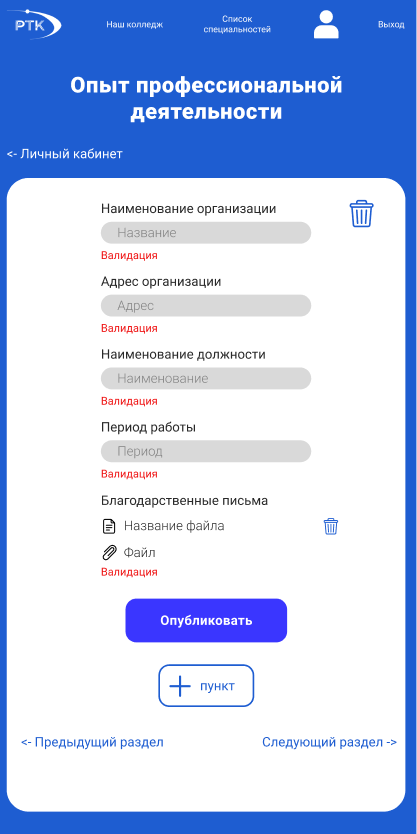 РТК
Наш колледж
Список
специальностей
Выход
Опыт профессиональной
деятельности
<- Личный кабинет
Наименование организации
Название
Валидация
Адрес организации
Адрес
Валидация
Наименование должности
Наименование
Валидация
Период работы
Период
Валидация
Благодарственные письма
Название файла
Файл
Валидация
Опубликовать
пункт
<- Предыдущий раздел
Следующий раздел ->